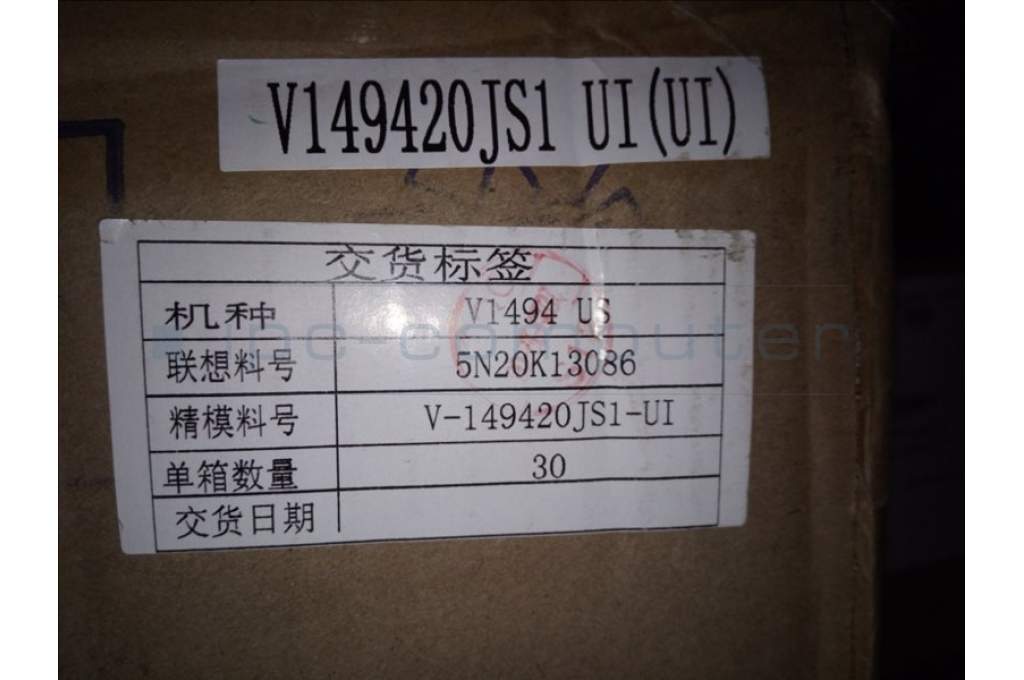 V149420JS1 UI(UI)
交货标签
机种 V1494 US
联想料号 5N20K13086
精模料号 V-149420JS1-UI
单箱数量 30
交货日期